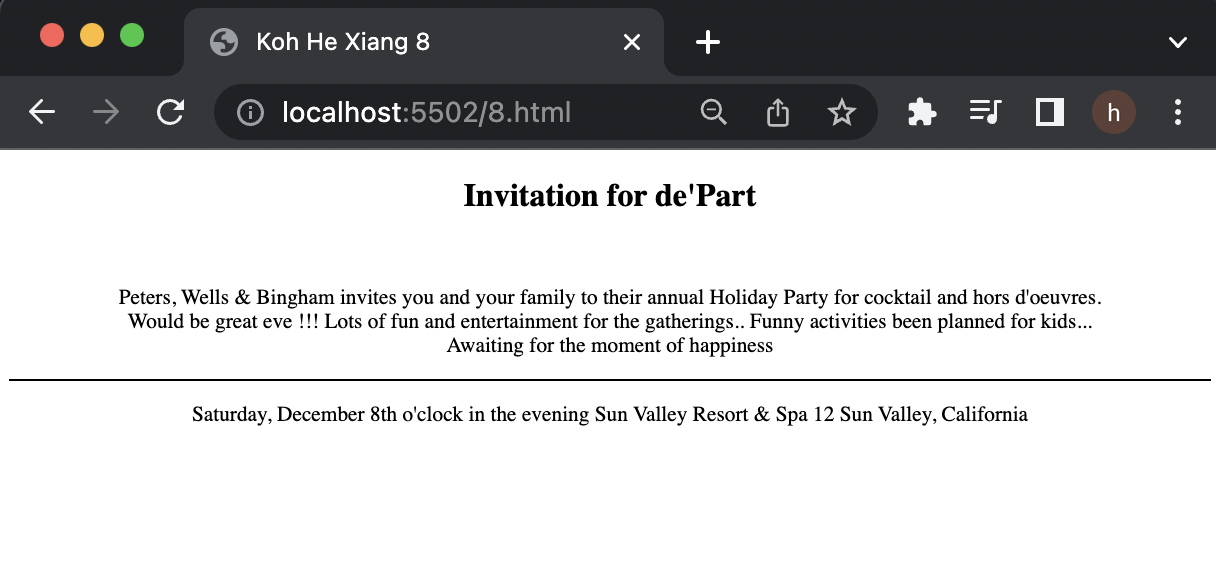 Koh He Xiang 8
localhost:5502/8.html
h
Invitation for de'Part
Peters, Wells & Bingham invites you and your family to their annual Holiday Party for cocktail and hors d'oeuvres.
Would be great eve !!! Lots of fun and entertainment for the gatherings.. Funny activities been planned for kids...
Awaiting for the moment of happiness
Saturday, December 8th o'clock in the evening Sun Valley Resort & Spa 12 Sun Valley, California